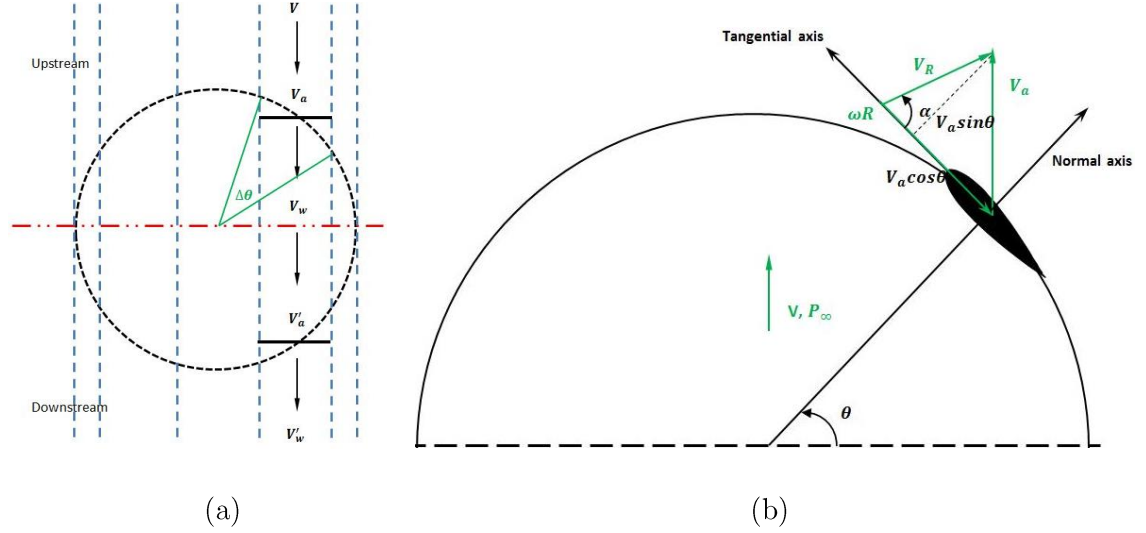 V
Upstream
V_a
Δθ
V_w
V'_a
Downstream
V'_w
(a)
Tangential axis
V_R
V_a
ωR
α
V_a sinθ
Normal axis
V_a cosθ
V, P_∞
θ
(b)